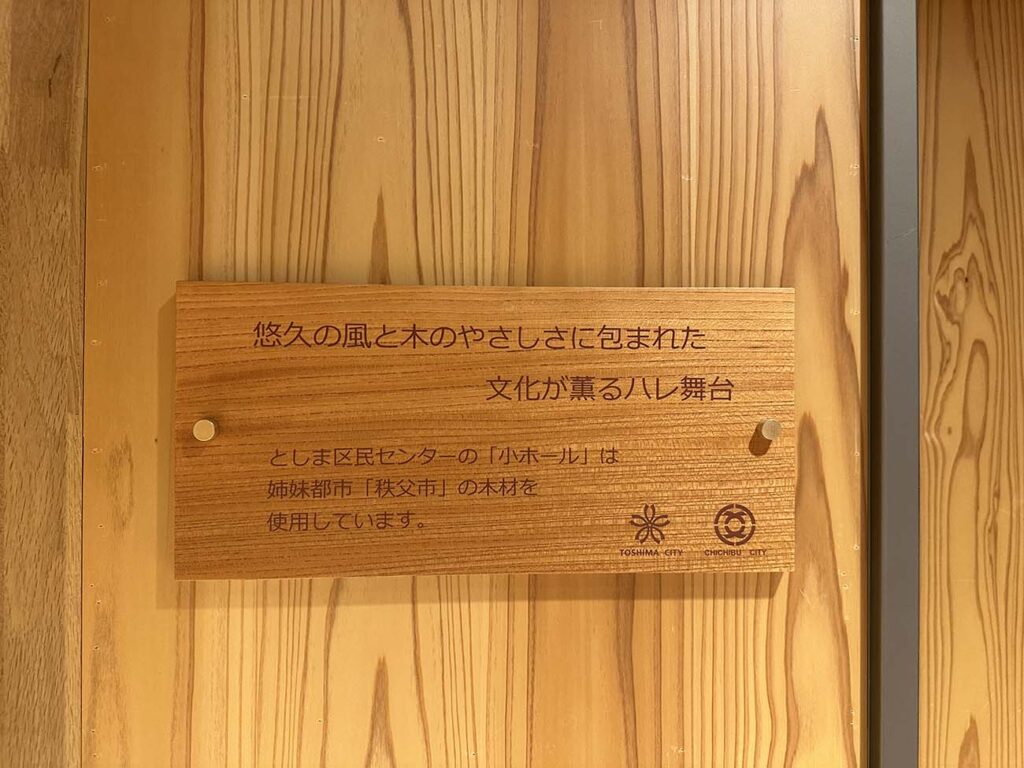 悠久の風と木のやさしさに包まれた
文化が薫るハレ舞台
としま区民センターの「小ホール」は
姉妹都市「秩父市」の木材を
使用しています。
TOSHIMA CITY
CHICHIBU CITY